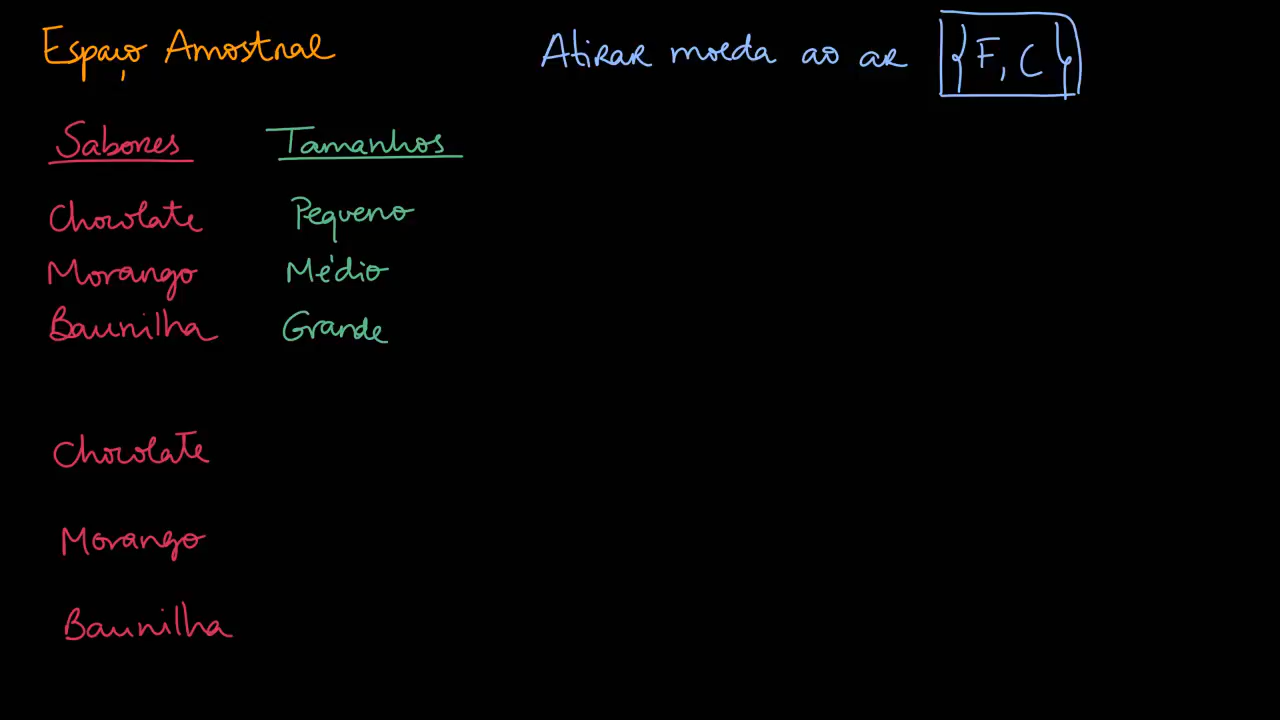 Espaço Amostral
Atirar moeda ao ar {F, C}
Sabores Tamanhos
Chocolate Pequeno
Morango Médio
Baunilha Grande
Chocolate
Morango
Baunilha